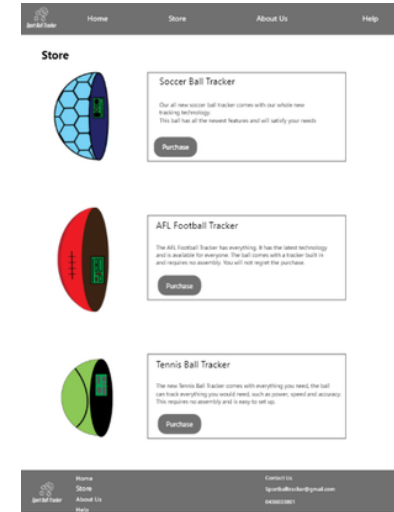 Sport Ball Tracker
Home
Store
About Us
Help
Store
Soccer Ball Tracker
Our all new soccer ball tracker comes with our whole new
tracking technology.
This ball has all the newest features and will satisfy your needs
Purchase
AFL Football Tracker
The AFL Football Tracker has everything. It has the latest technology
and is available for everyone. The ball comes with a tracker built in
and requires no assembly. You will not regret the purchase.
Purchase
Tennis Ball Tracker
The new Tennis Ball Tracker comes with everything you need, the ball
can track everything you would need, such as power, speed and accuracy.
This requires no assembly and is easy to set up.
Purchase
Sport Ball Tracker
Home
Store
About Us
Help
Contact Us
Sportballtracker@gmail.com